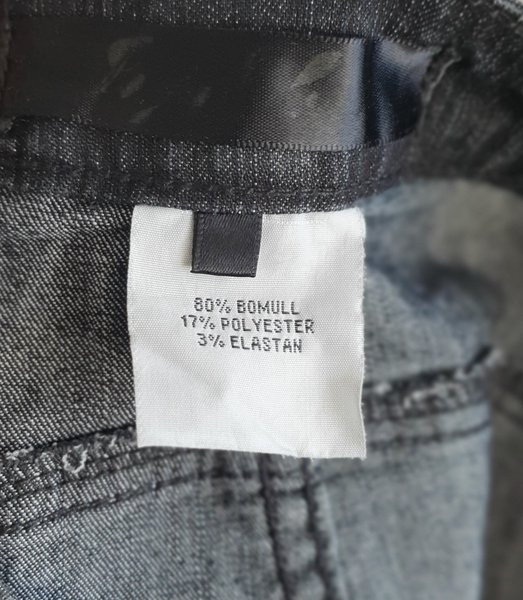 80% BOMULL
17% POLYESTER
3% ELASTAN